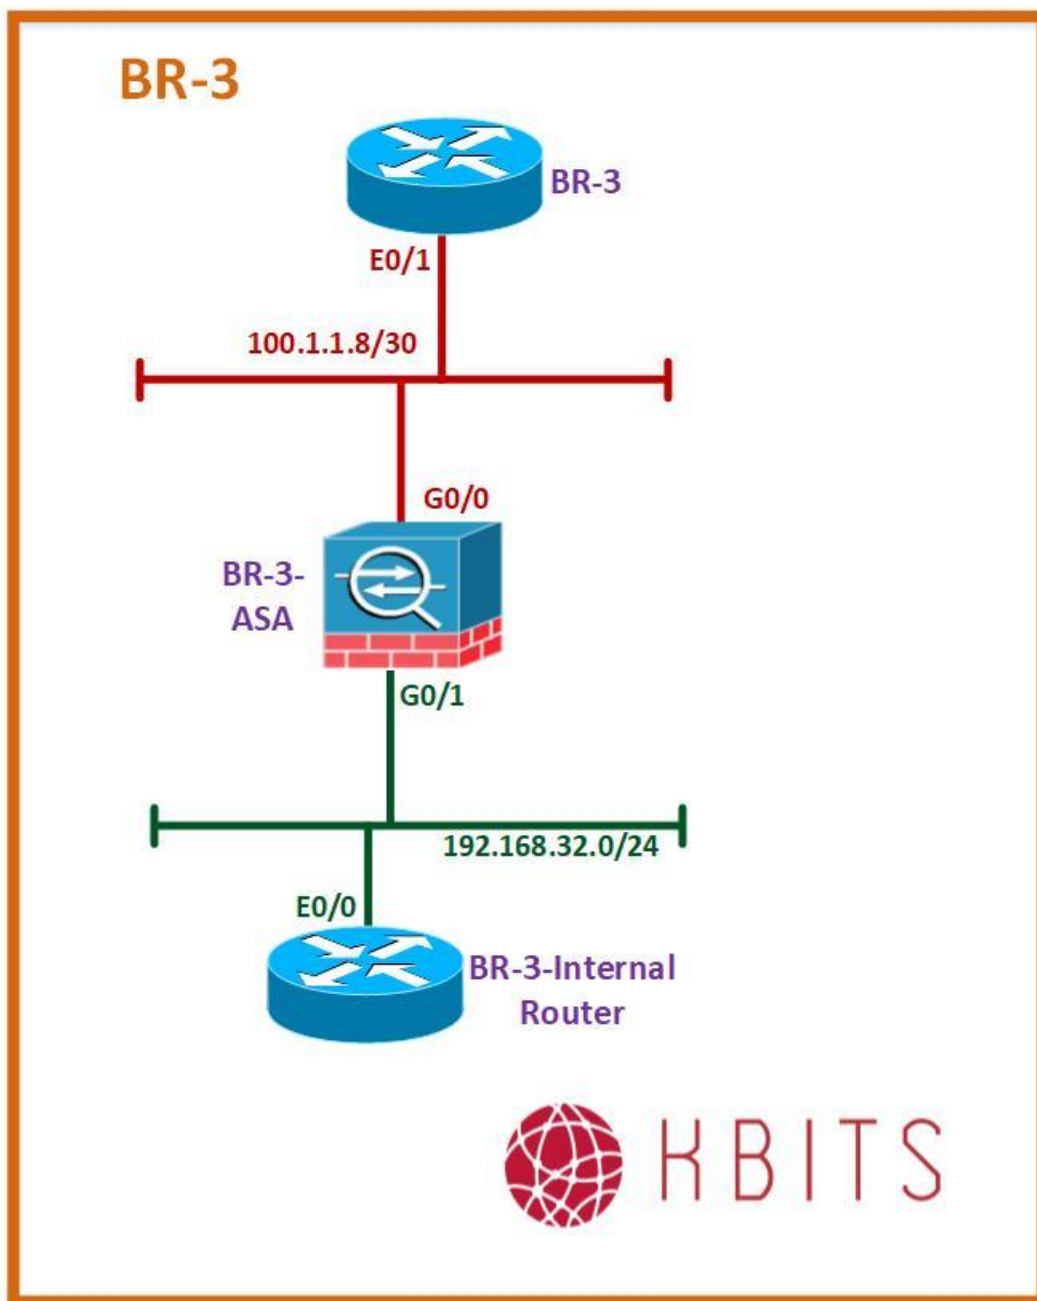 BR-3
BR-3
E0/1
100.1.1.8/30
G0/0
BR-3-
ASA
G0/1
192.168.32.0/24
E0/0
BR-3-Internal
Router
KBITS